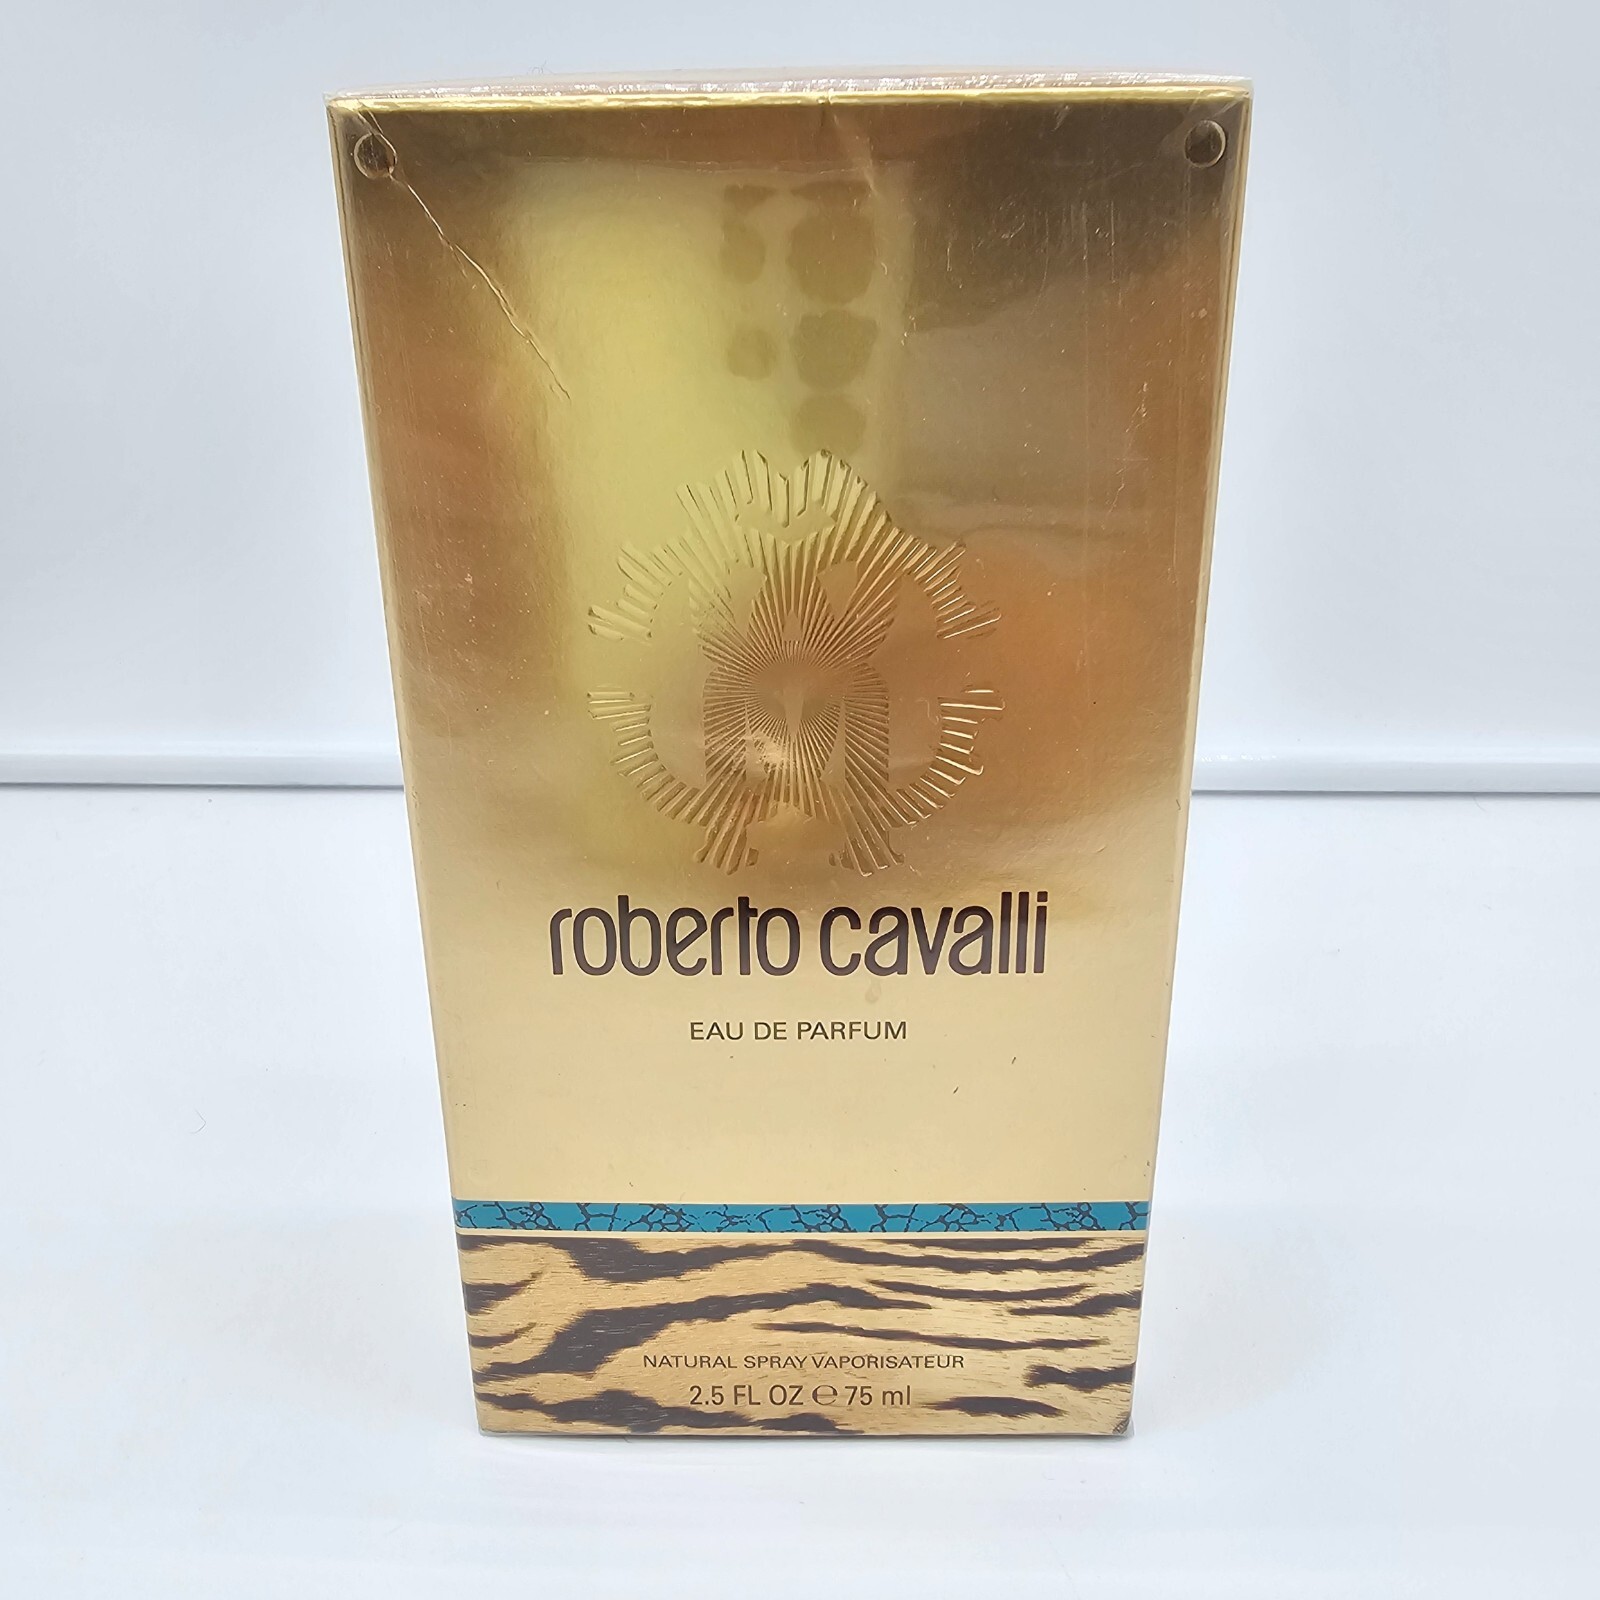 roberto cavalli
EAU DE PARFUM
NATURAL SPRAY VAPORISATEUR
2.5 FL OZ ℮ 75 ml